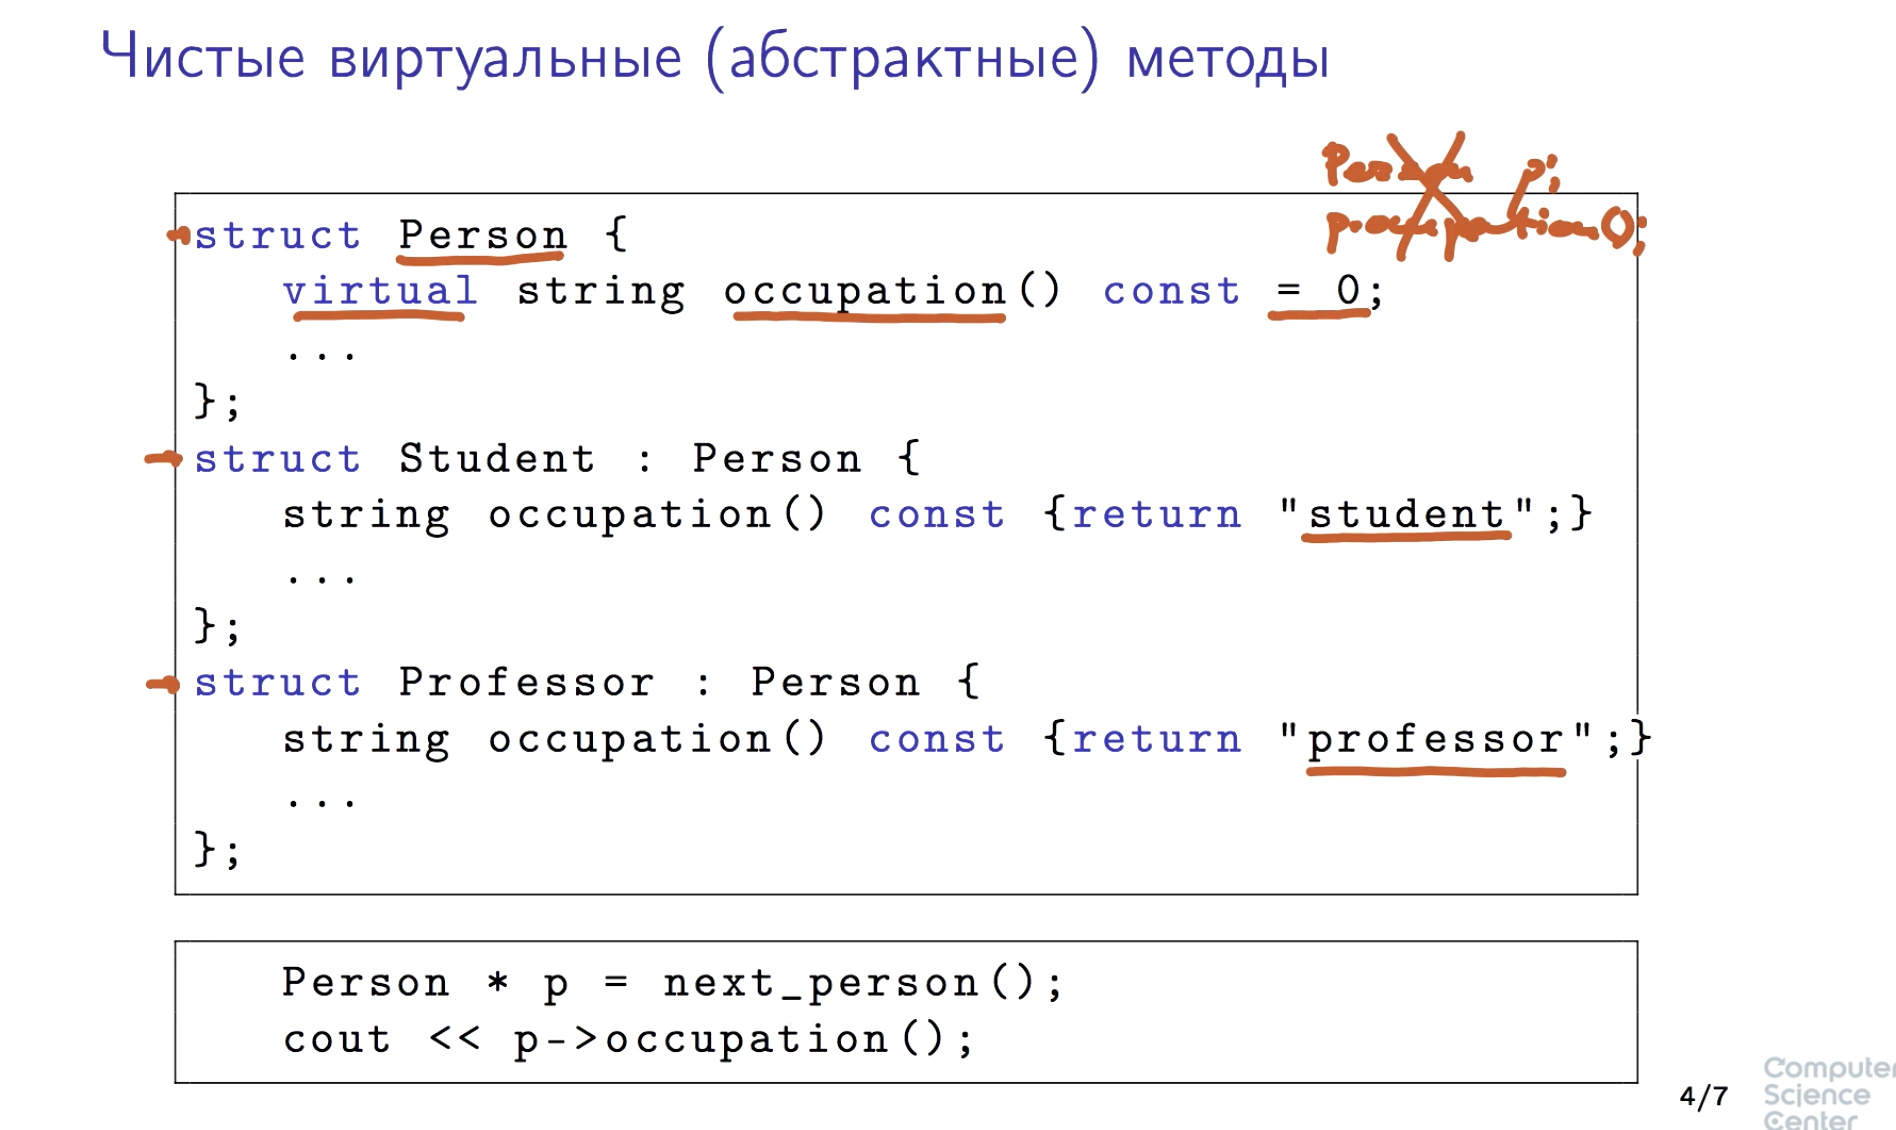 Чистые виртуальные (абстрактные) методы
Person p;
p.occupation();
struct Person {
virtual string occupation() const = 0;
...
};
struct Student : Person {
string occupation() const {return "student";}
...
};
struct Professor : Person {
string occupation() const {return "professor";}
...
};
Person * p = next_person();
cout << p->occupation();
4/7
Computer
Science
Center